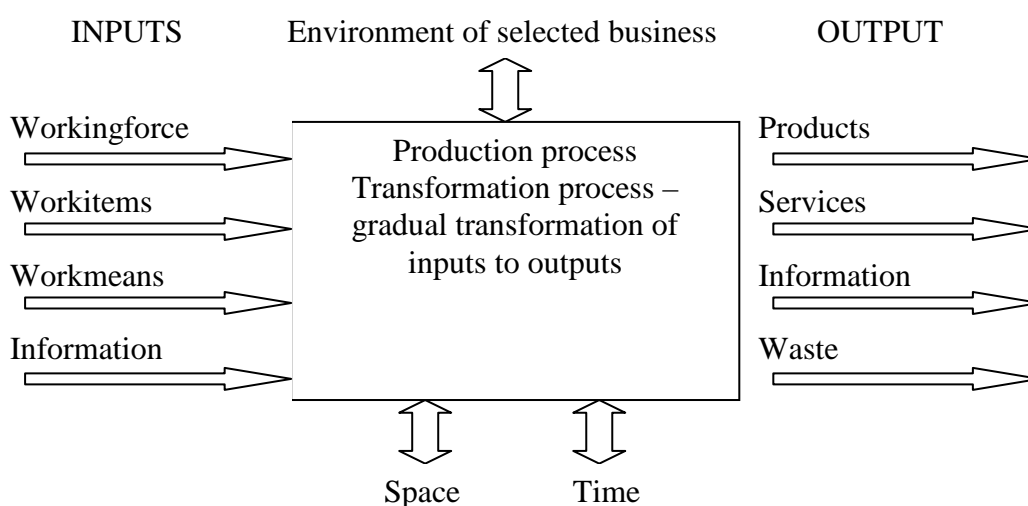 INPUTS
Environment of selected business
OUTPUT
Workingforce
Workitems
Workmeans
Information
Production process
Transformation process –
gradual transformation of
inputs to outputs
Products
Services
Information
Waste
Space
Time